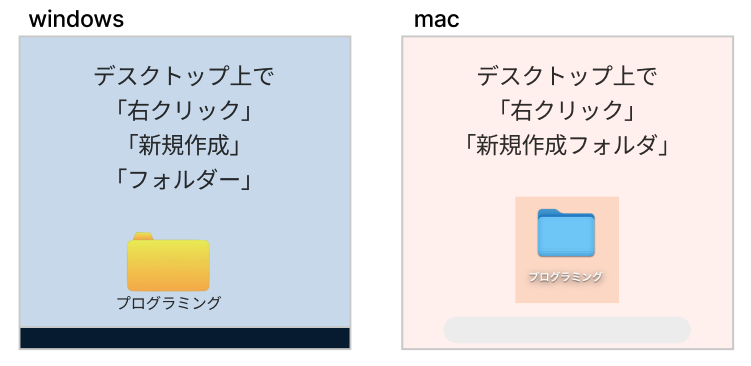 windows
デスクトップ上で
「右クリック」
「新規作成」
「フォルダー」
プログラミング
mac
デスクトップ上で
「右クリック」
「新規作成フォルダ」
プログラミング